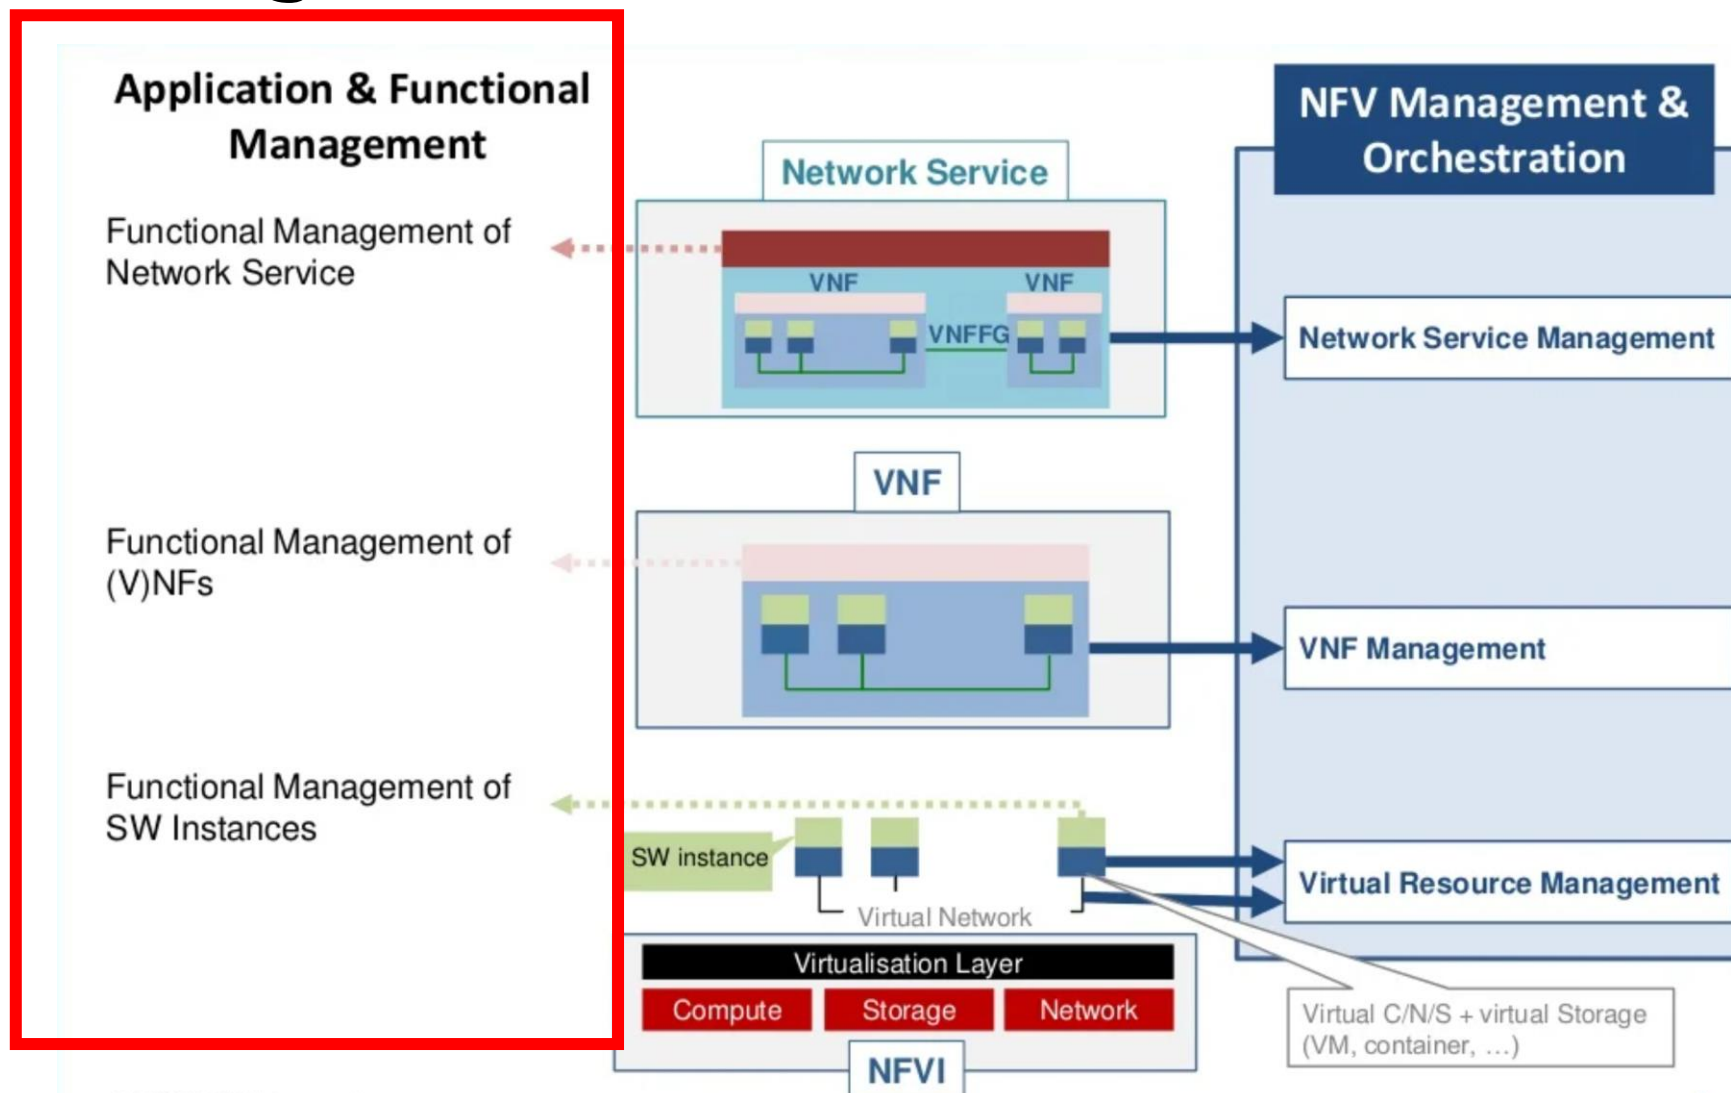 Application & Functional
Management
Functional Management of
Network Service
Functional Management of
(V)NFs
Functional Management of
SW Instances
Network Service
VNF
VNF
VNFFG
VNF
SW instance
Virtual Network
Virtualisation Layer
Compute
Storage
Network
NFVI
NFV Management &
Orchestration
Network Service Management
VNF Management
Virtual Resource Management
Virtual C/N/S + virtual Storage
(VM, container, …)